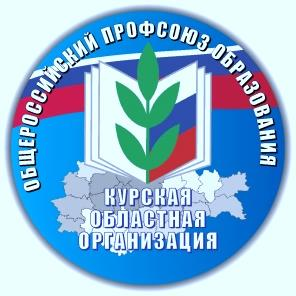 ОБЩЕРОССИЙСКИЙ ПРОФСОЮЗ ОБРАЗОВАНИЯ
КУРСКАЯ
ОБЛАСТНАЯ
ОРГАНИЗАЦИЯ